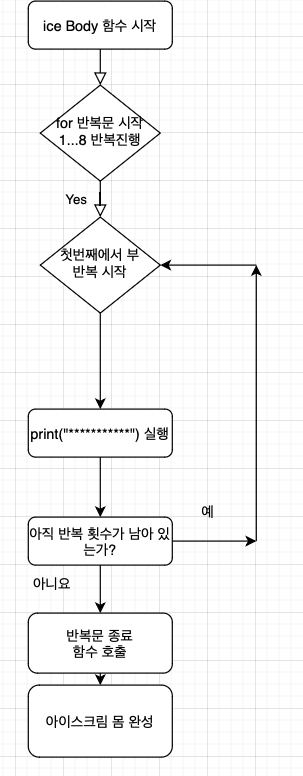 ice Body 함수 시작
for 반복문 시작
1...8 반복진행
Yes
첫번째에서 부
반복 시작
print("***********") 실행
예
아직 반복 횟수가 남아 있
는가?
아니요
반복문 종료
함수 호출
아이스크림 몸 완성